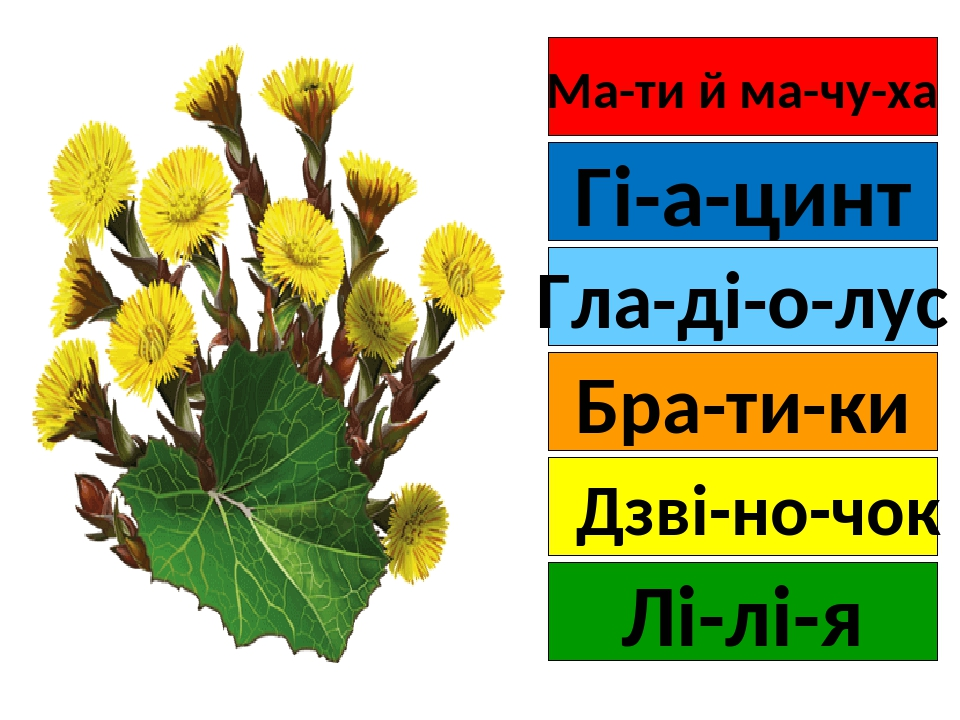 Ма-ти й ма-чу-ха
Гі-а-цинт
Гла-ді-о-лус
Бра-ти-ки
Дзві-но-чок
Лі-лі-я